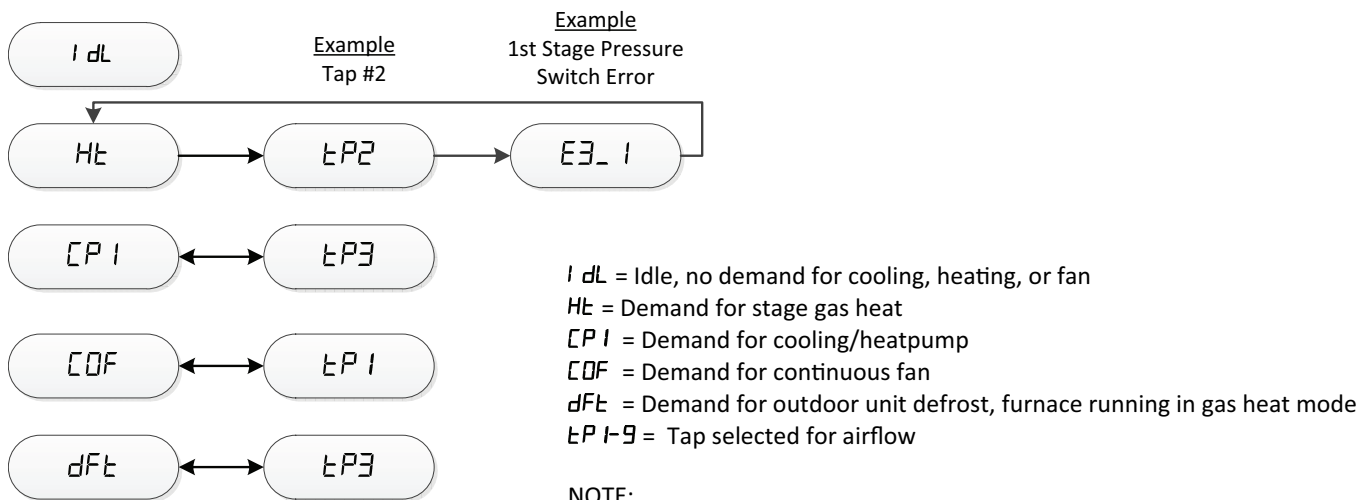 IdL
Example
Tap #2
Example
1st Stage Pressure
Switch Error
Ht
tP2
E3_1
CP1
tP3
COF
tP1
dFt
tP3
IdL = Idle, no demand for cooling, heating, or fan
Ht = Demand for stage gas heat
CP1 = Demand for cooling/heatpump
COF = Demand for continuous fan
dFt = Demand for outdoor unit defrost, furnace running in gas heat mode
tP1-9 = Tap selected for airflow
NOTE: